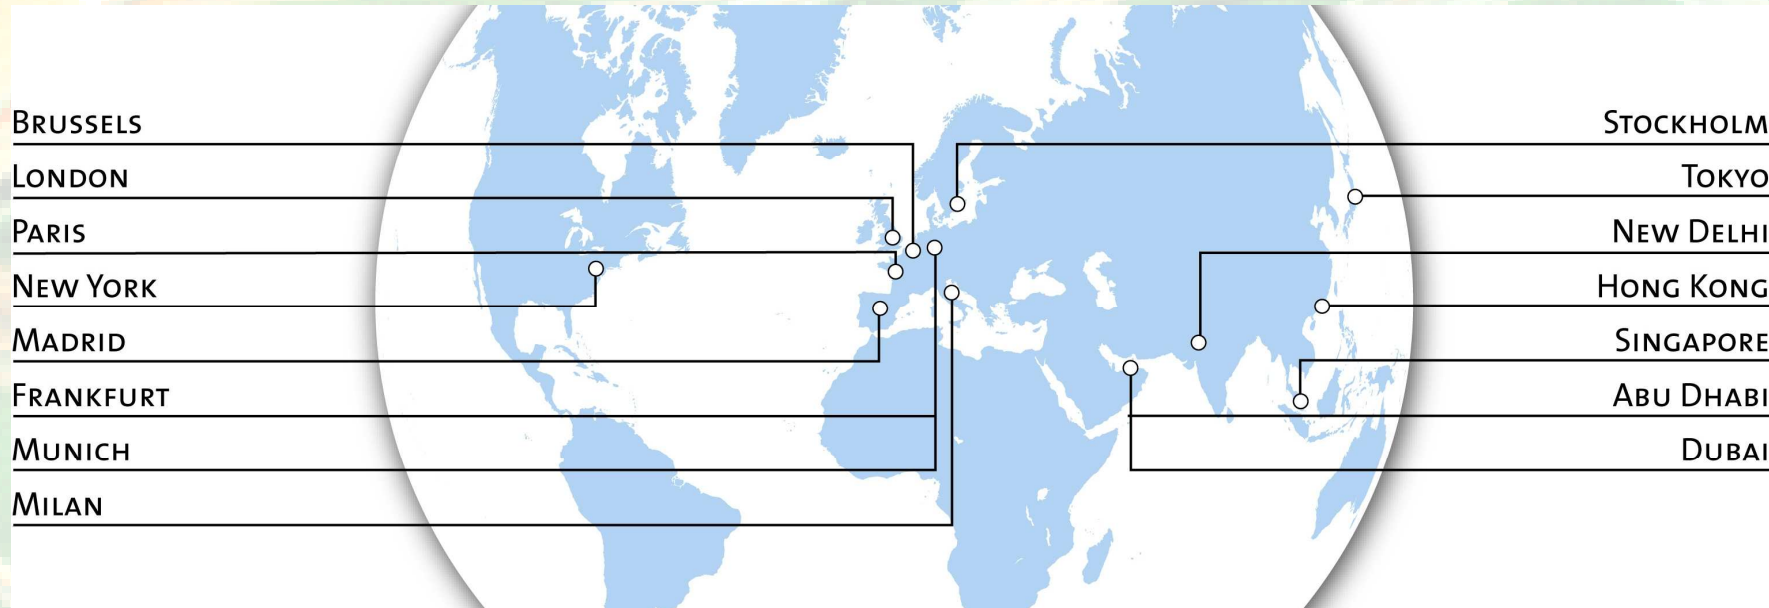 Brussels
London
Paris
New York
Madrid
Frankfurt
Munich
Milan
Stockholm
Tokyo
New Delhi
Hong Kong
Singapore
Abu Dhabi
Dubai